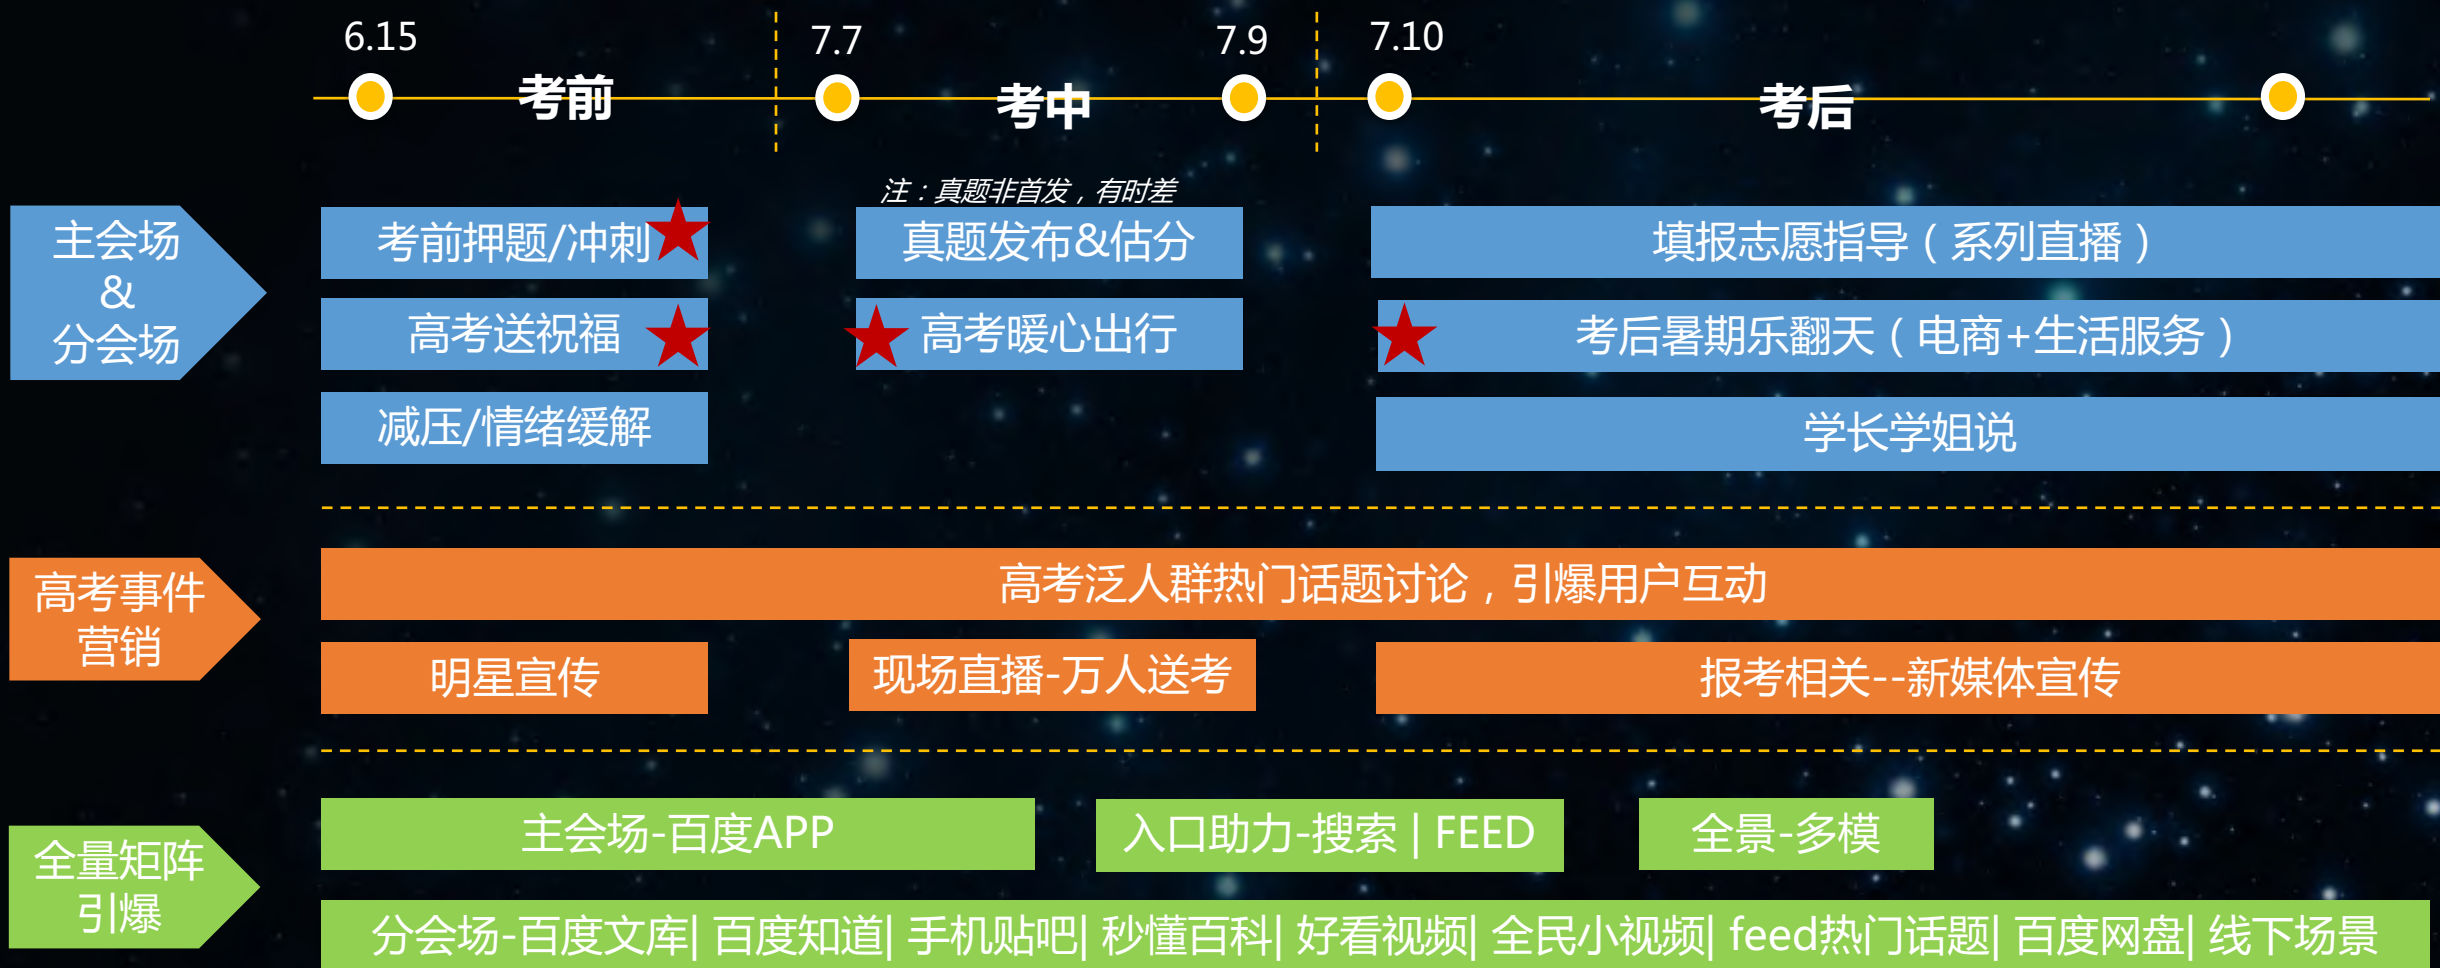 6.15
7.7
7.9
7.10
考前
考中
考后
注：真题非首发，有时差
主会场
&
分会场
考前押题/冲刺
真题发布&估分
填报志愿指导（系列直播）
高考送祝福
高考暖心出行
考后暑期乐翻天（电商+生活服务）
减压/情绪缓解
学长学姐说
高考事件
营销
高考泛人群热门话题讨论，引爆用户互动
明星宣传
现场直播-万人送考
报考相关--新媒体宣传
全量矩阵
引爆
主会场-百度APP
入口助力-搜索 | FEED
全景-多模
分会场-百度文库| 百度知道| 手机贴吧| 秒懂百科| 好看视频| 全民小视频| feed热门话题| 百度网盘| 线下场景